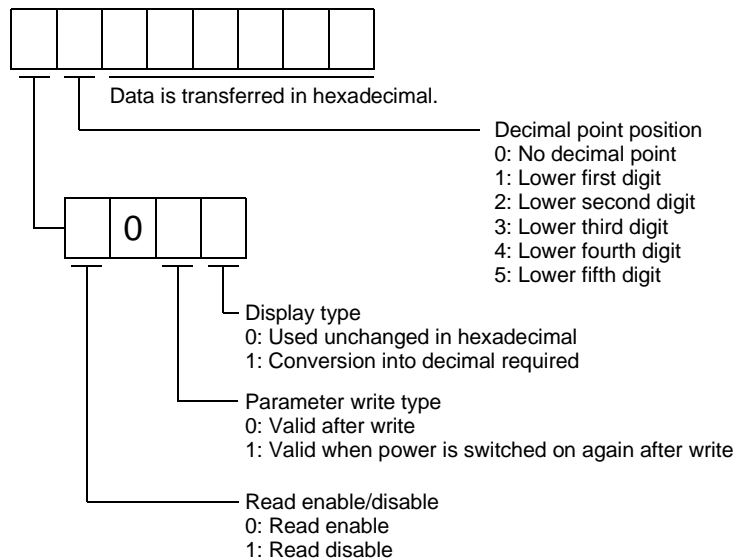 Data is transferred in hexadecimal.
Decimal point position
0: No decimal point
1: Lower first digit
2: Lower second digit
3: Lower third digit
4: Lower fourth digit
5: Lower fifth digit
0
Display type
0: Used unchanged in hexadecimal
1: Conversion into decimal required
Parameter write type
0: Valid after write
1: Valid when power is switched on again after write
Read enable/disable
0: Read enable
1: Read disable